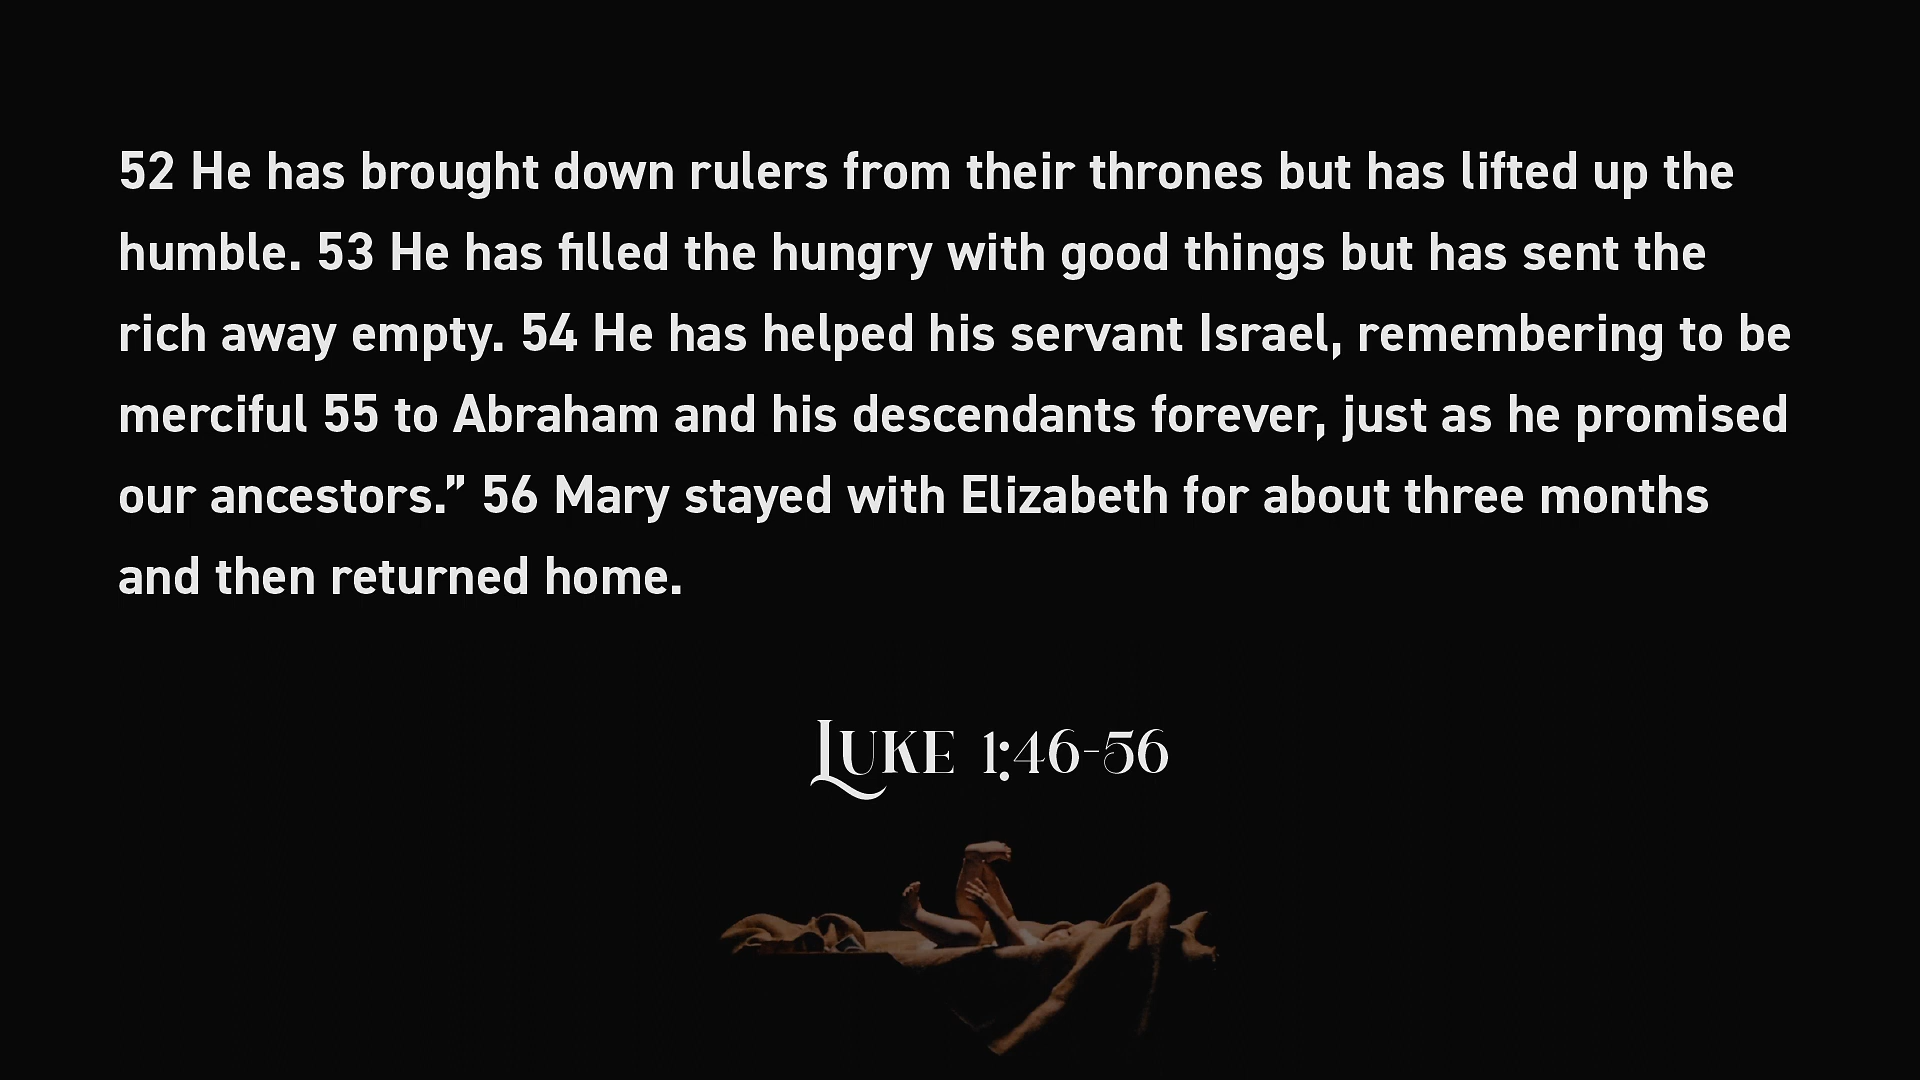 52 He has brought down rulers from their thrones but has lifted up the
humble. 53 He has filled the hungry with good things but has sent the
rich away empty. 54 He has helped his servant Israel, remembering to be
merciful 55 to Abraham and his descendants forever, just as he promised
our ancestors.” 56 Mary stayed with Elizabeth for about three months
and then returned home.
Luke 1:46-56